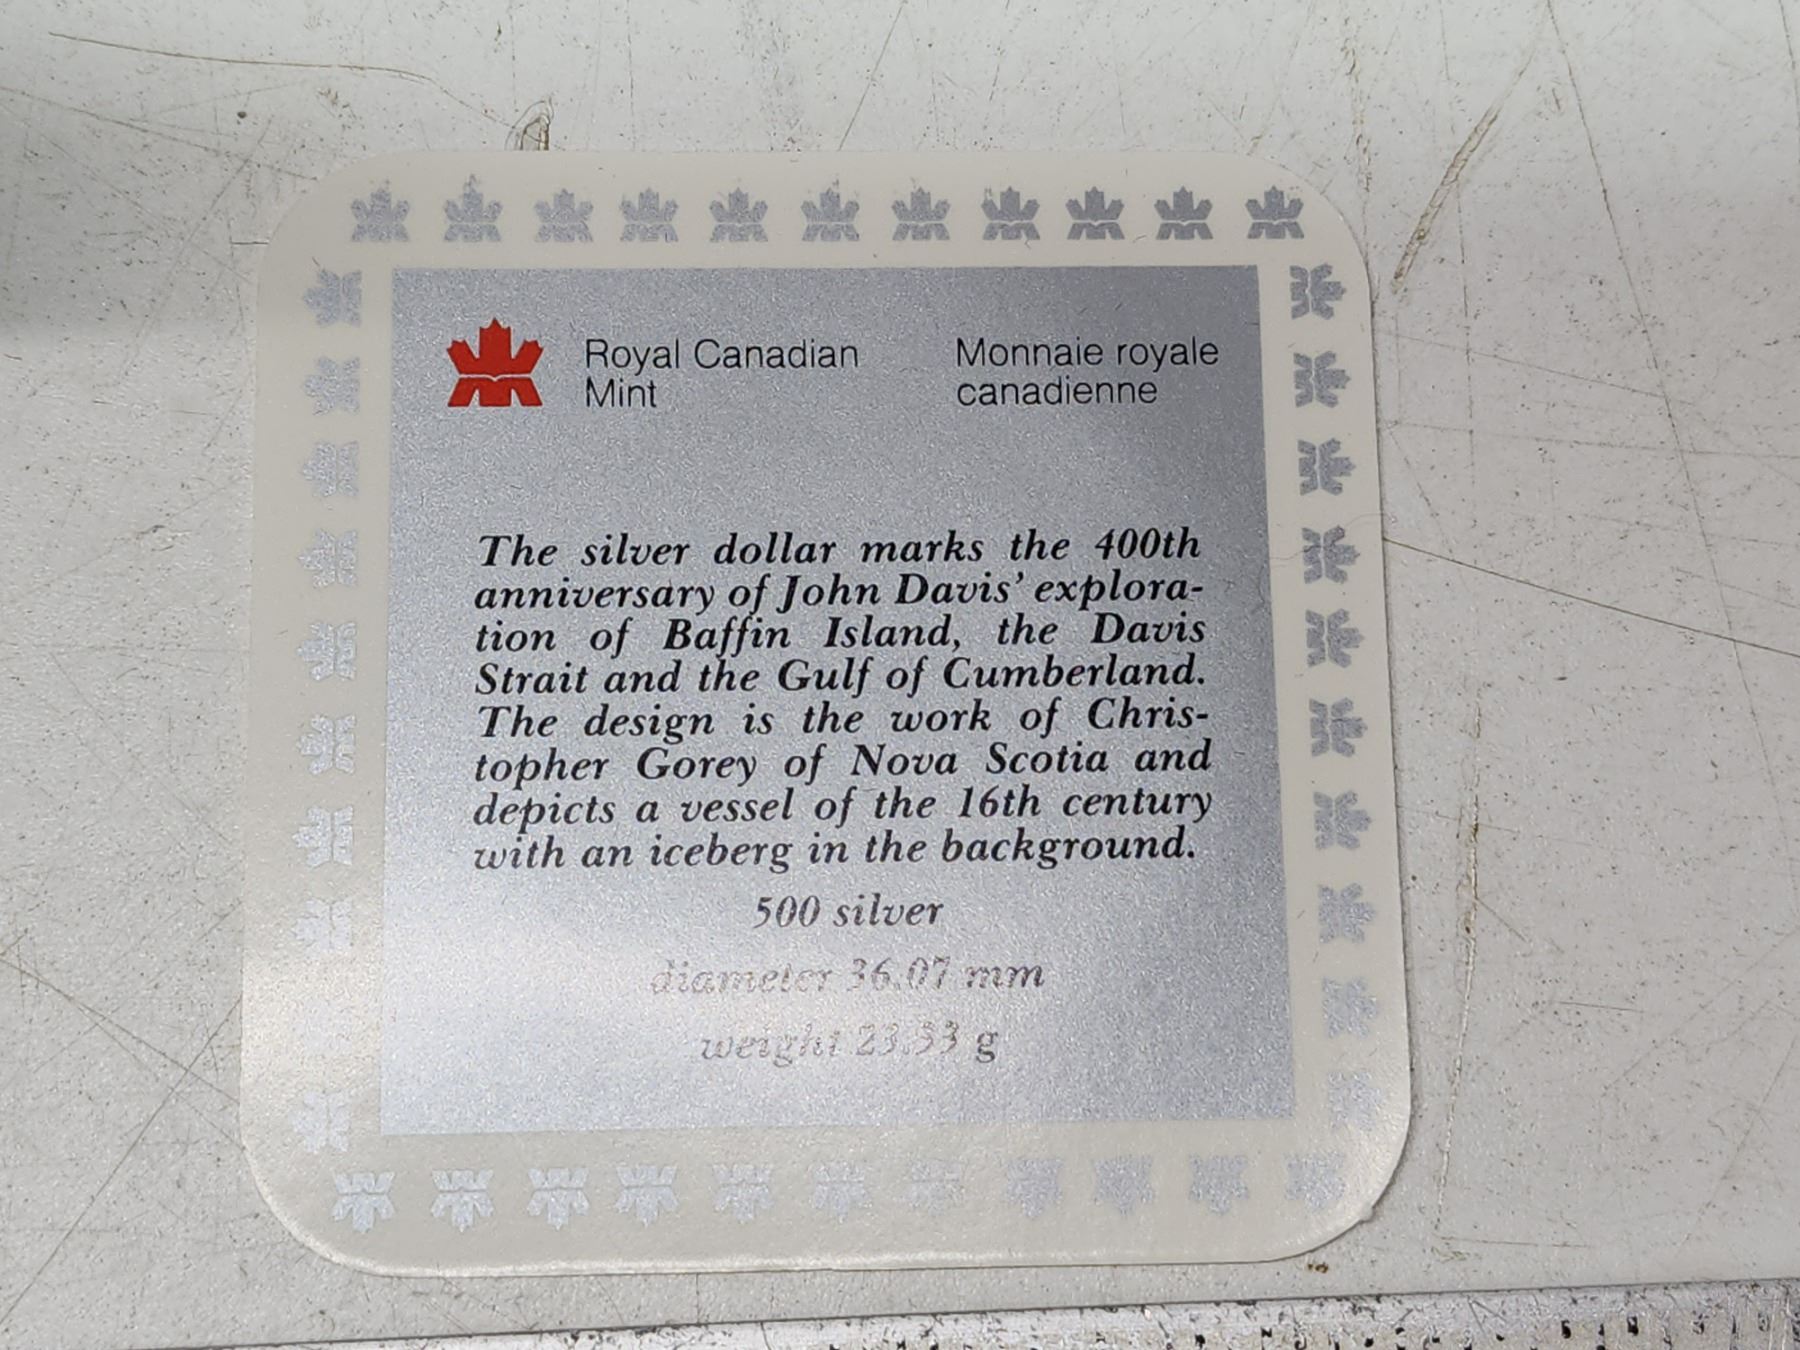 Royal Canadian Mint
Monnaie royale canadienne
The silver dollar marks the 400th
anniversary of John Davis' explora-
tion of Baffin Island, the Davis
Strait and the Gulf of Cumberland.
The design is the work of Chris-
topher Gorey of Nova Scotia and
depicts a vessel of the 16th century
with an iceberg in the background.
500 silver
diameter 36.07 mm
weight 23.33 g